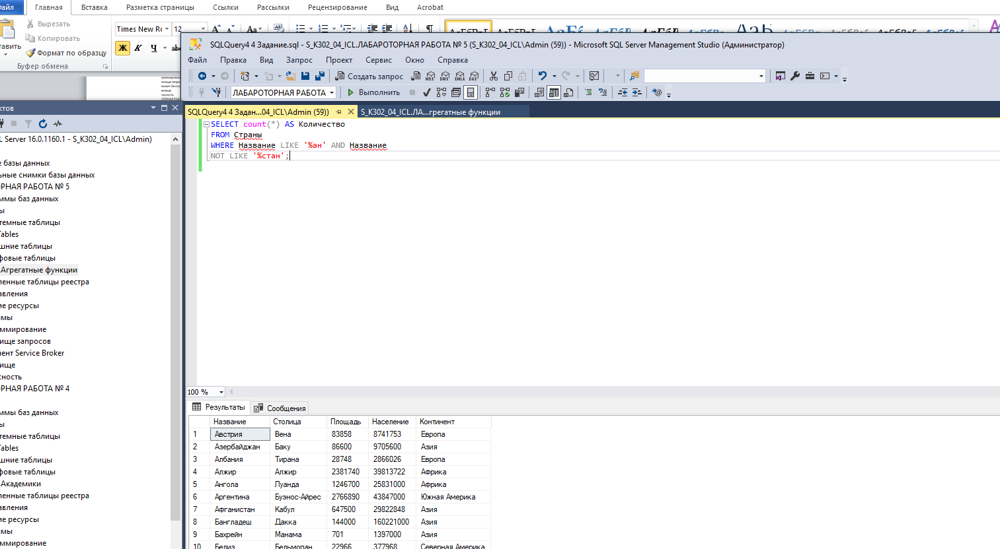 айл Главная Вставка Разметка страницы Ссылки Рассылки Рецензирование Вид Acrobat
Вырезать
Копировать
тавить
Формат по образцу
Буфер обмена
Times New Rc 12
Ж К Ч abc
SQLQuery4 4 Задание.sql - S_K302_04_ICL.ЛАБАРОТОРНАЯ РАБОТА № 5 (S_K302_04_ICL\Admin (59)) - Microsoft SQL Server Management Studio (Администратор)
Файл Правка Вид Запрос Проект Сервис Окно Справка
Создать запрос MDX DMX XMLA DAX
ЛАБАРОТОРНАЯ РАБОТА Выполнить
SQLQuery4 4 Задан...04_ICL\Admin (59)) S_K302_04_ICL.ЛА...грегатные функции
SELECT count(*) AS Количество
FROM Страны
WHERE Название LIKE '%ан' AND Название
NOT LIKE '%стан';
ктов
L Server 16.0.1160.1 - S_K302_04_ICL\Admin)
е базы данных
ьные снимки базы данных
ОРНАЯ РАБОТА № 5
ммы баз данных
ы
темные таблицы
Tables
шние таблицы
фовые таблицы
.Агрегатные функции
ленные таблицы реестра
авления
ие ресурсы
мы
ммирование
ище запросов
ент Service Broker
ище
сность
ОРНАЯ РАБОТА № 4
ммы баз данных
ы
темные таблицы
Tables
шние таблицы
фовые таблицы
.Академики
ленные таблицы реестра
авления
ие ресурсы
мы
ммирование
100 %
Результаты Сообщения
Название Столица Площадь Население Континент
1 Австрия Вена 83858 8741753 Европа
2 Азербайджан Баку 86600 9705600 Азия
3 Албания Тирана 28748 2866026 Европа
4 Алжир Алжир 2381740 39813722 Африка
5 Ангола Луанда 1246700 25831000 Африка
6 Аргентина Буэнос-Айрес 2766890 43847000 Южная Америка
7 Афганистан Кабул 647500 29822848 Азия
8 Бангладеш Дакка 144000 160221000 Азия
9 Бахрейн Манама 701 1397000 Азия
10 Белиз Бельмопан 22966 377968 Северная Америка